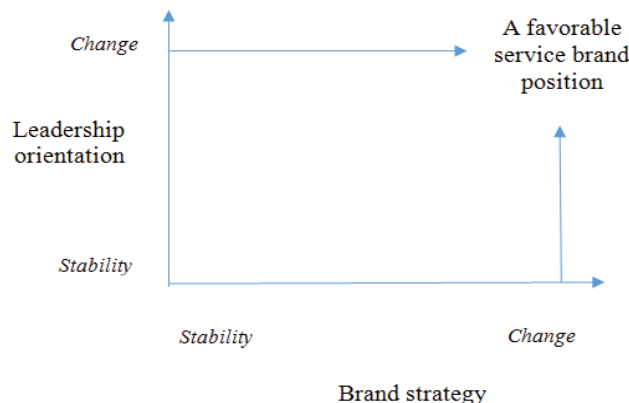 Change
A favorable
service brand
position
Leadership
orientation
Stability
Stability
Change
Brand strategy